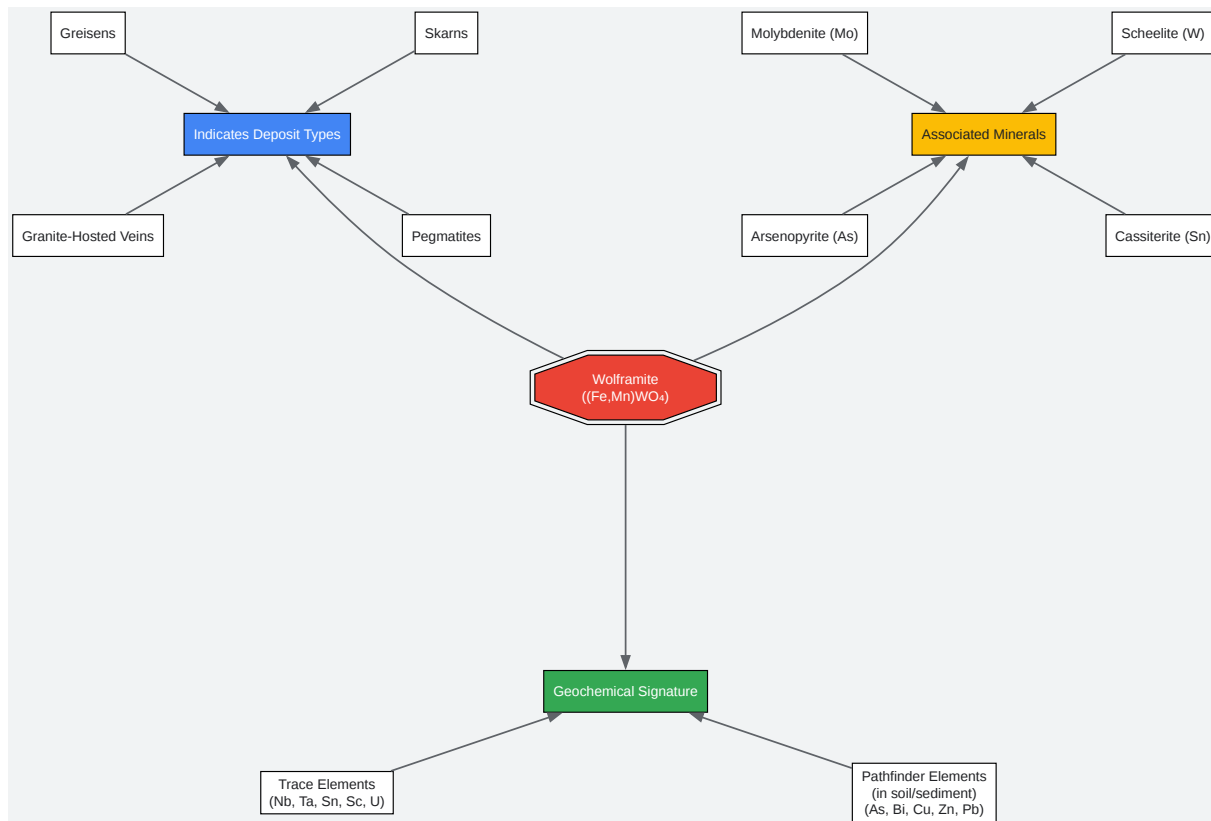 Greisens
Skarns
Molybdenite (Mo)
Scheelite (W)
Indicates Deposit Types
Associated Minerals
Granite-Hosted Veins
Pegmatites
Arsenopyrite (As)
Cassiterite (Sn)
Wolframite
((Fe,Mn)WO₄)
Geochemical Signature
Trace Elements
(Nb, Ta, Sn, Sc, U)
Pathfinder Elements
(in soil/sediment)
(As, Bi, Cu, Zn, Pb)